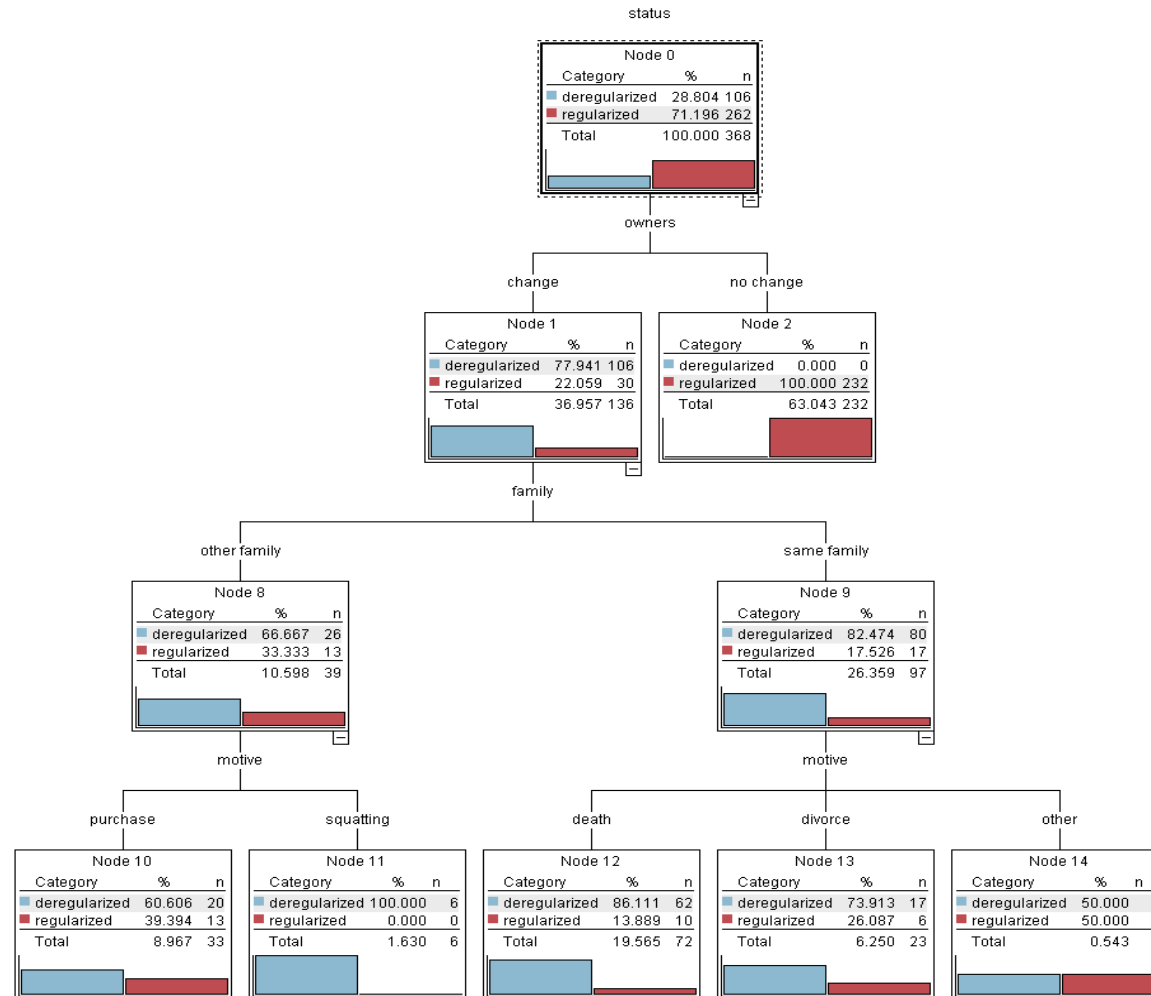 status
Node 0
Category % n
deregularized 28.804 106
regularized 71.196 262
Total 100.000 368
owners
change no change
Node 1
Category % n
deregularized 77.941 106
regularized 22.059 30
Total 36.957 136
Node 2
Category % n
deregularized 0.000 0
regularized 100.000 232
Total 63.043 232
family
other family same family
Node 8
Category % n
deregularized 66.667 26
regularized 33.333 13
Total 10.598 39
Node 9
Category % n
deregularized 82.474 80
regularized 17.526 17
Total 26.359 97
motive motive
purchase squatting death divorce other
Node 10
Category % n
deregularized 60.606 20
regularized 39.394 13
Total 8.967 33
Node 11
Category % n
deregularized 100.000 6
regularized 0.000 0
Total 1.630 6
Node 12
Category % n
deregularized 86.111 62
regularized 13.889 10
Total 19.565 72
Node 13
Category % n
deregularized 73.913 17
regularized 26.087 6
Total 6.250 23
Node 14
Category %
deregularized 50.000
regularized 50.000
Total 0.543